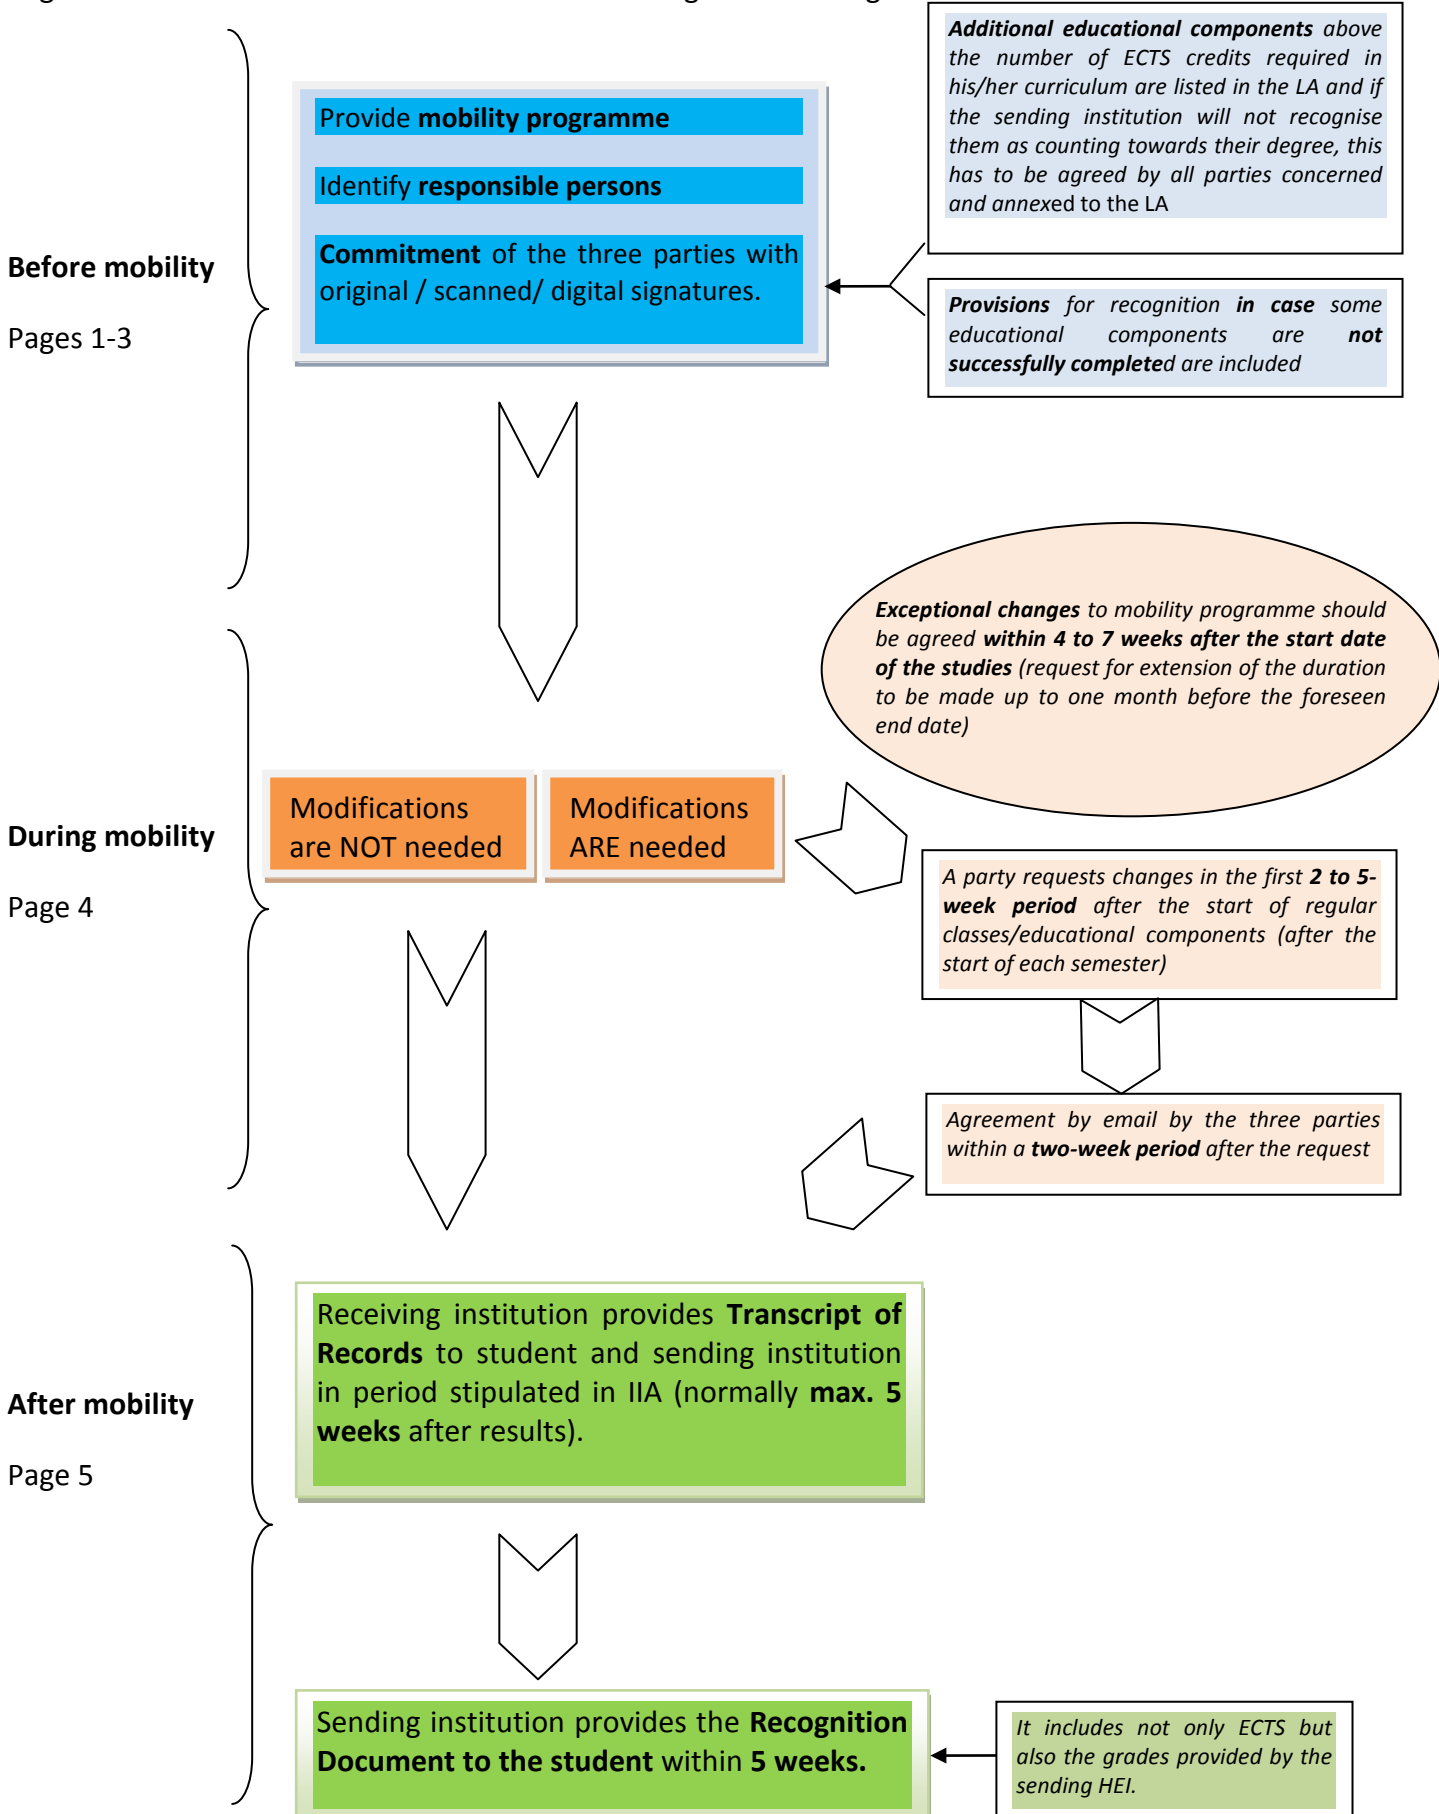 Additional educational components above
the number of ECTS credits required in
his/her curriculum are listed in the LA and if
the sending institution will not recognise
them as counting towards their degree, this
has to be agreed by all parties concerned
and annexed to the LA
Provide mobility programme
Identify responsible persons
Commitment of the three parties with
original / scanned/ digital signatures.
Before mobility
Pages 1-3
Provisions for recognition in case some
educational components are not
successfully completed are included
Exceptional changes to mobility programme should
be agreed within 4 to 7 weeks after the start date
of the studies (request for extension of the duration
to be made up to one month before the foreseen
end date)
During mobility
Page 4
Modifications
are NOT needed
Modifications
ARE needed
A party requests changes in the first 2 to 5-
week period after the start of regular
classes/educational components (after the
start of each semester)
Agreement by email by the three parties
within a two-week period after the request
After mobility
Page 5
Receiving institution provides Transcript of
Records to student and sending institution
in period stipulated in IIA (normally max. 5
weeks after results).
Sending institution provides the Recognition
Document to the student within 5 weeks.
It includes not only ECTS but
also the grades provided by the
sending HEI.